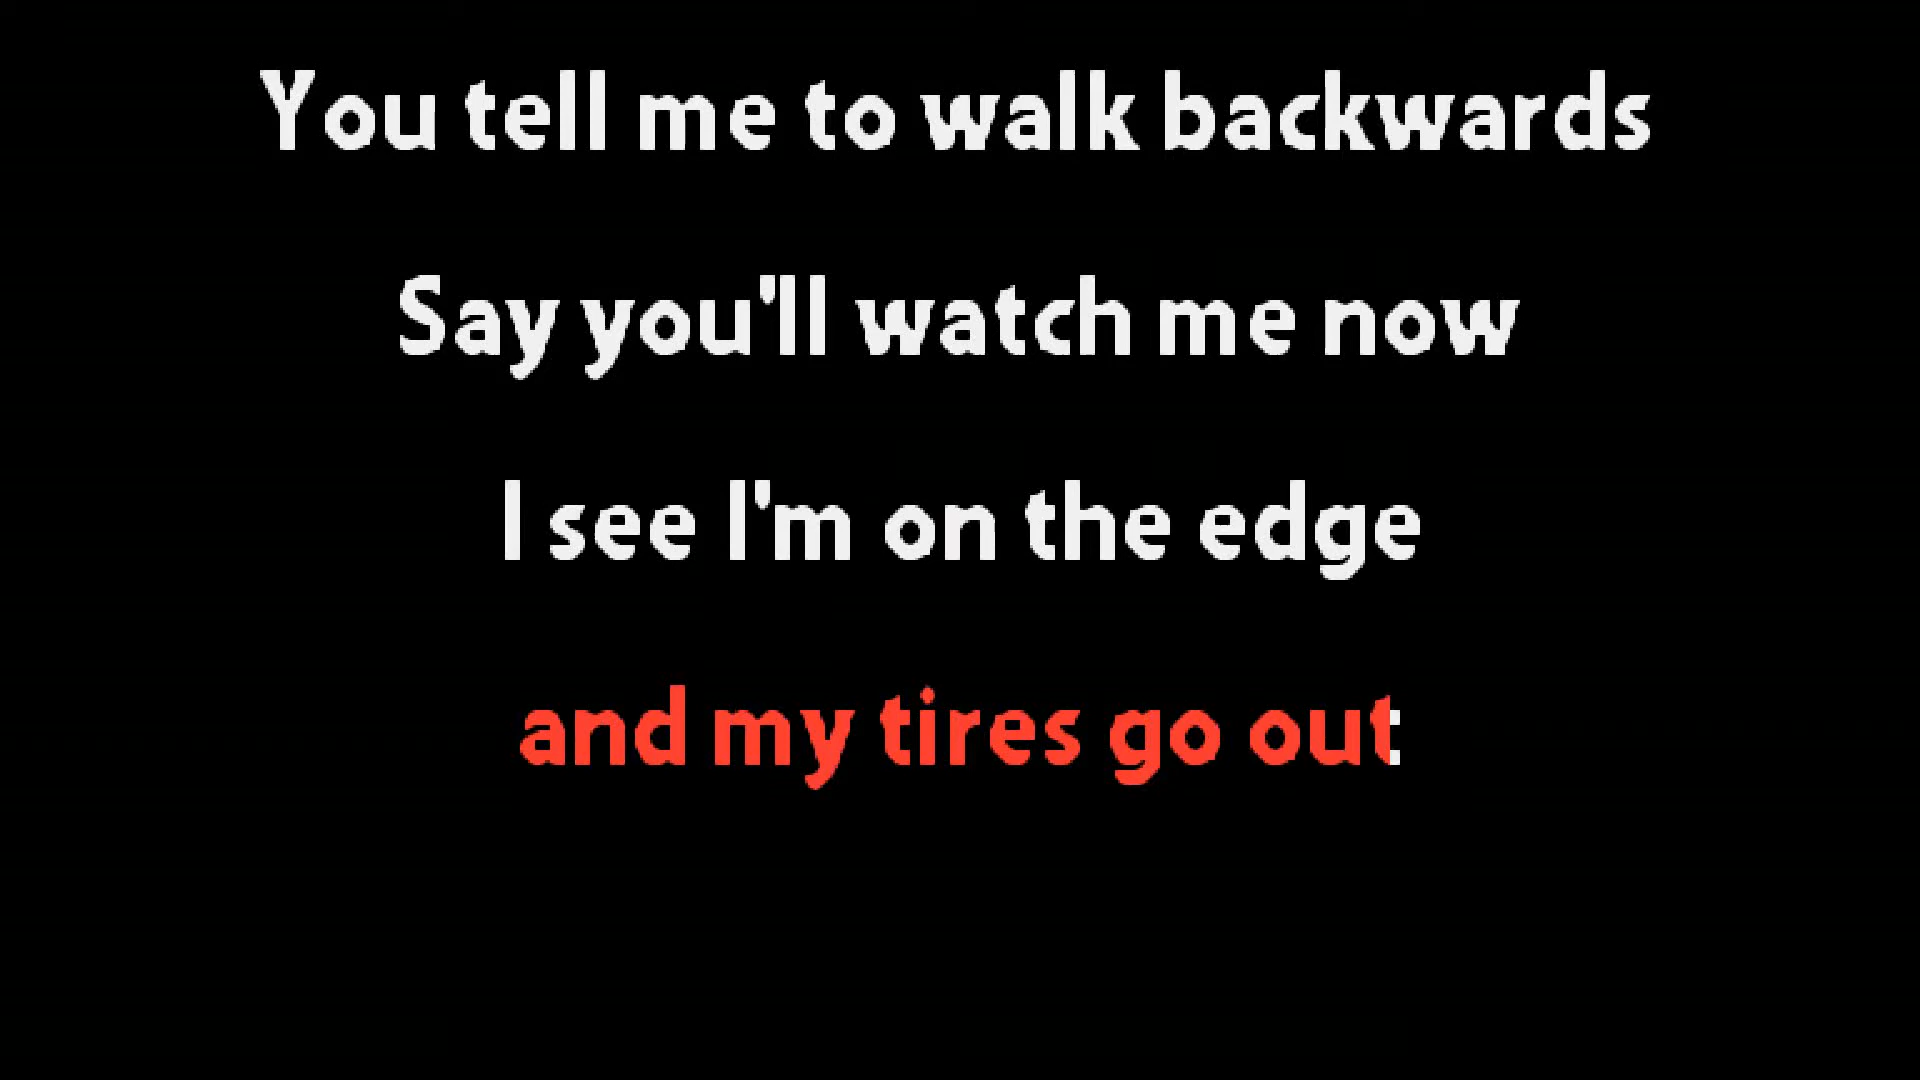 You tell me to walk backwards
Say you'll watch me now
I see I'm on the edge
and my tires go out